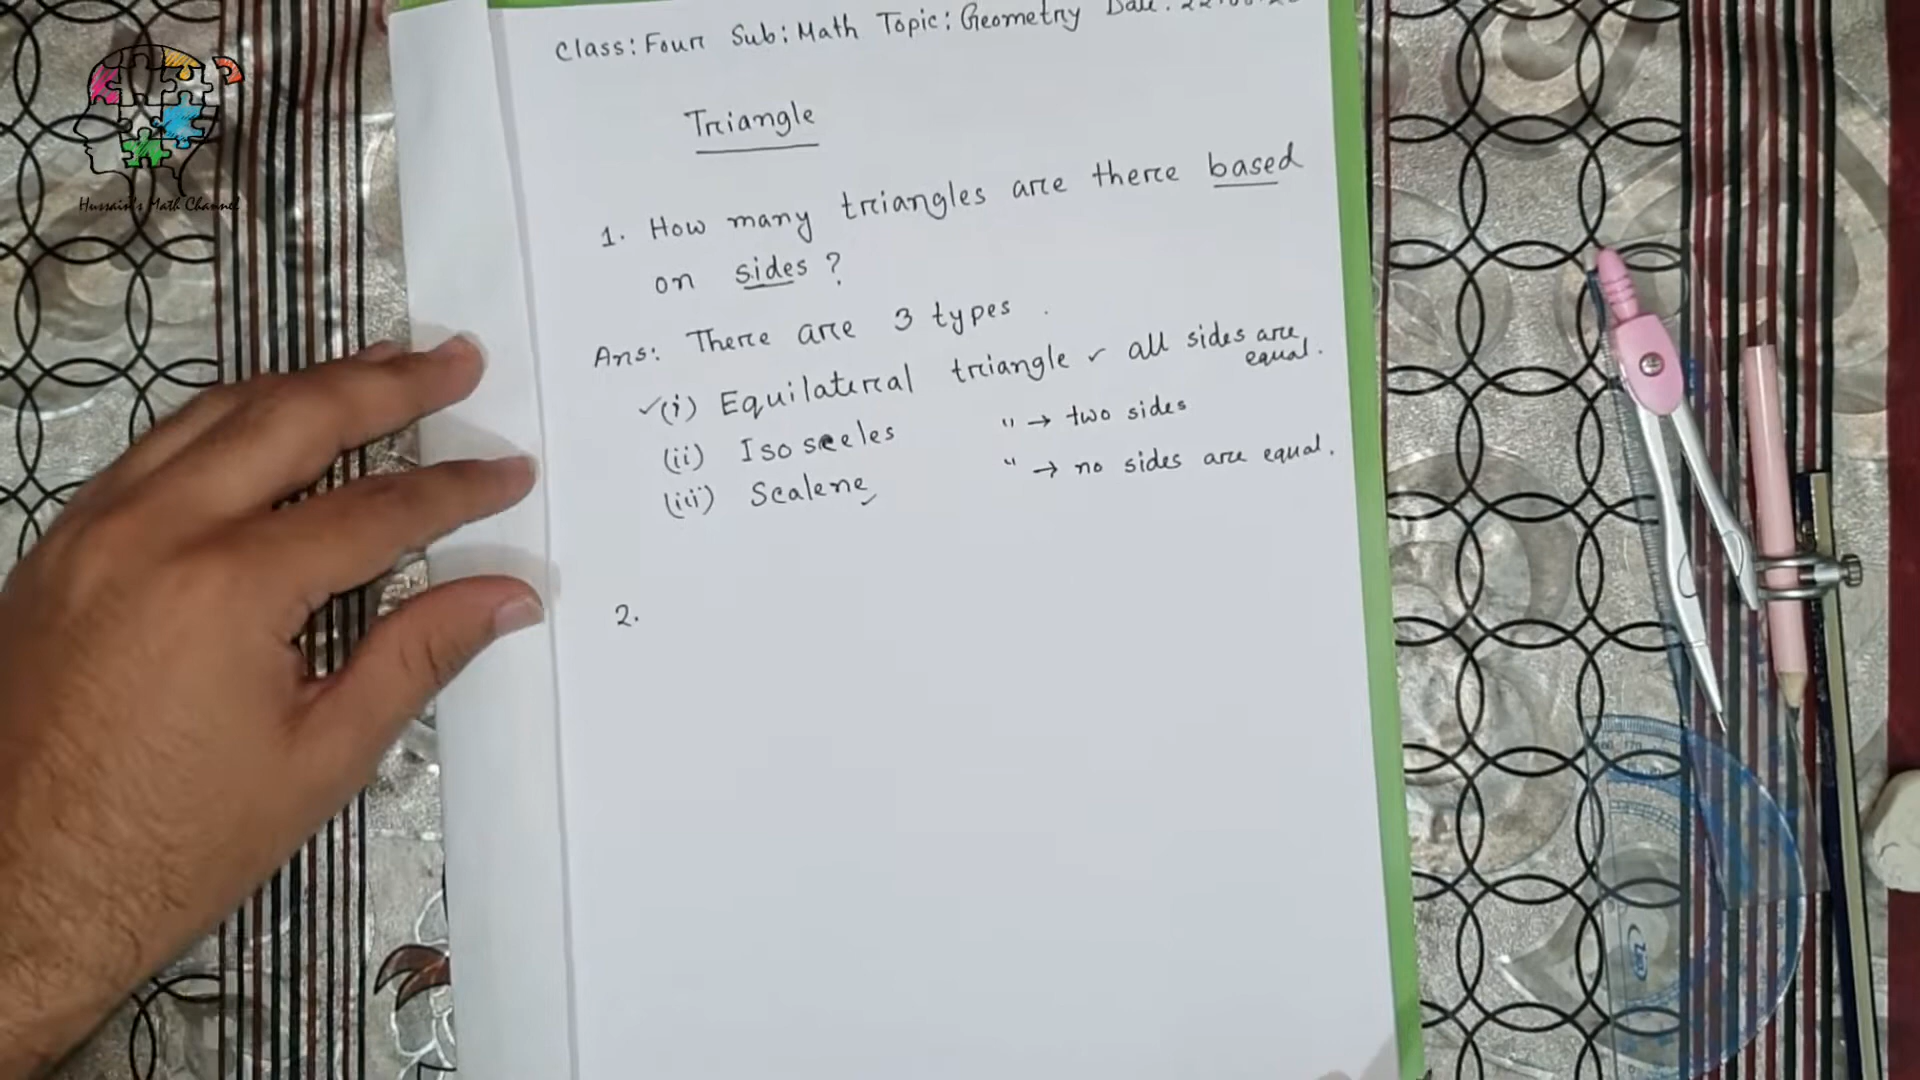 Class: Four Sub: Math Topic: Geometry
Triangle
1. How many triangles are there based
on sides?
Ans: There are 3 types.
✓(i) Equilateral triangle ✓ all sides are
equal.
(ii) Isosceles " → two sides
(iii) Scalene " → no sides are equal.
2.
Hussain's Math Channel